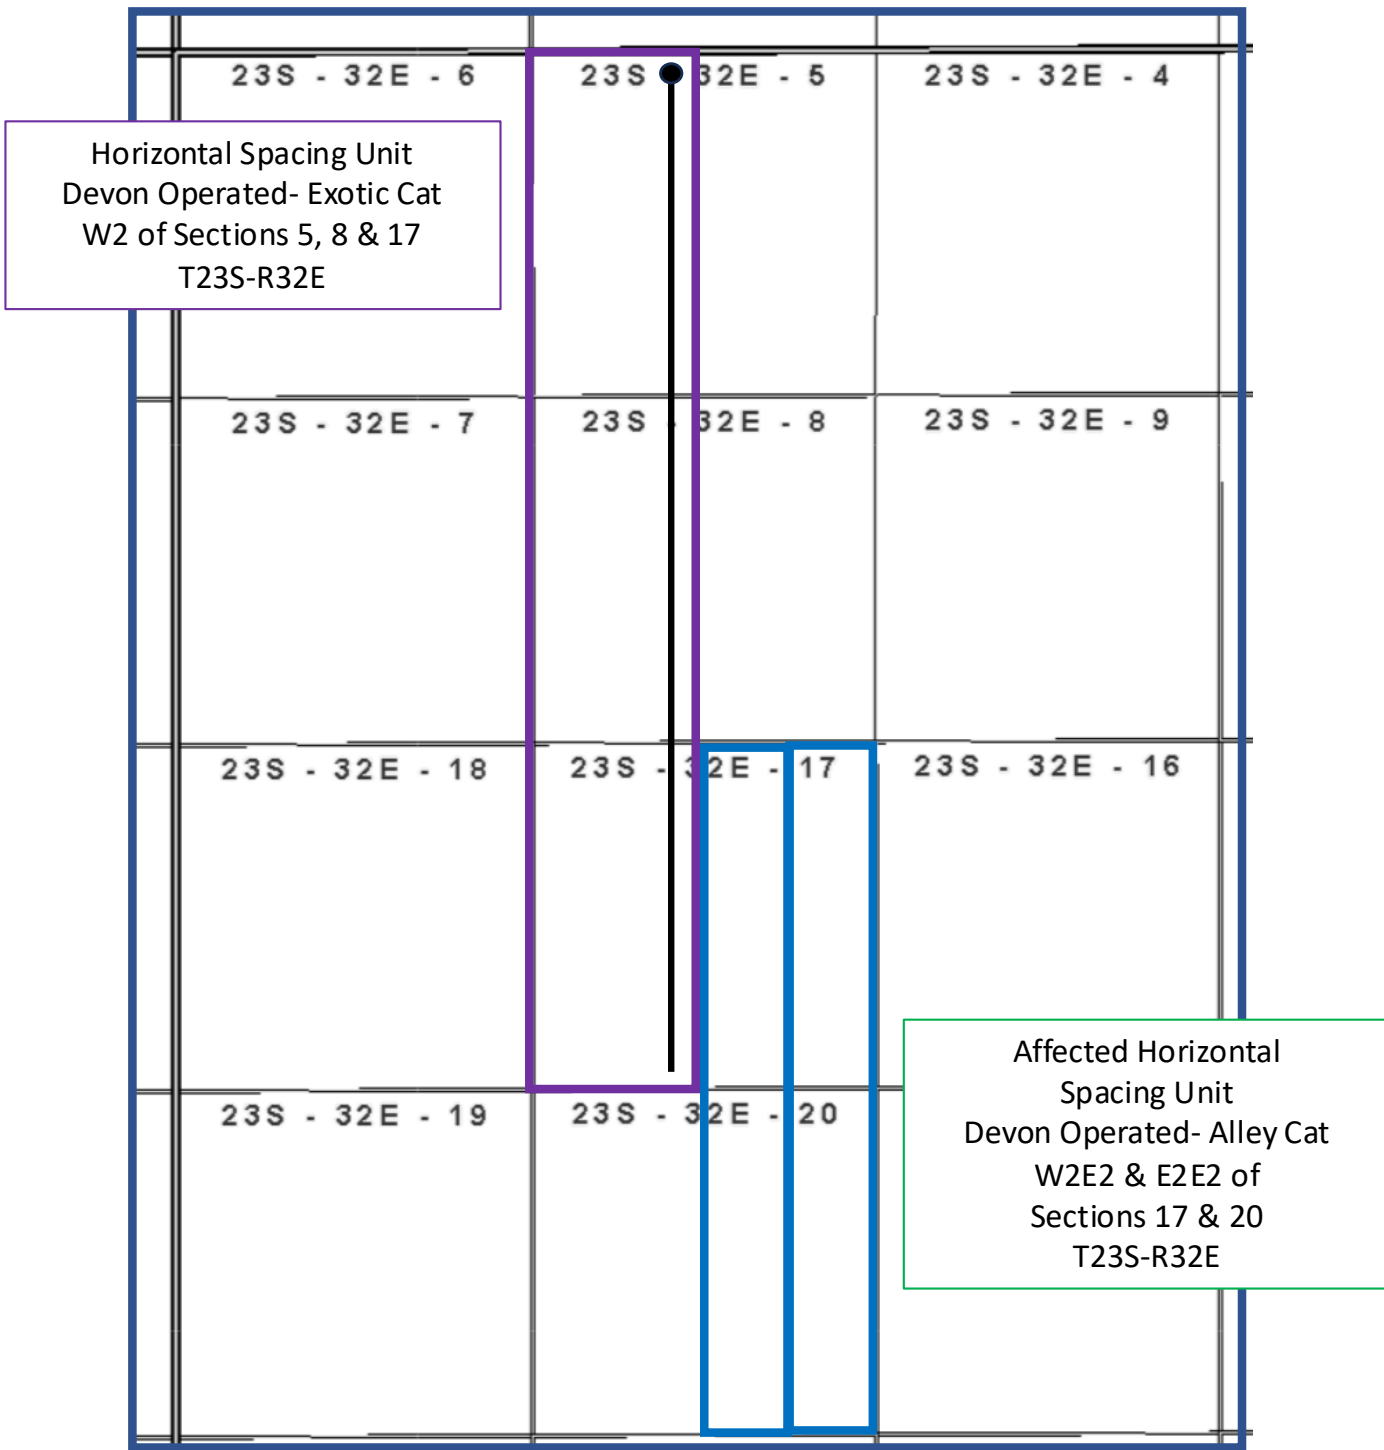 23S - 32E - 6
23S - 32E - 5
23S - 32E - 4
Horizontal Spacing Unit
Devon Operated- Exotic Cat
W2 of Sections 5, 8 & 17
T23S-R32E
23S - 32E - 7
23S - 32E - 8
23S - 32E - 9
23S - 32E - 18
23S - 32E - 17
23S - 32E - 16
Affected Horizontal
Spacing Unit
Devon Operated- Alley Cat
W2E2 & E2E2 of
Sections 17 & 20
T23S-R32E
23S - 32E - 19
23S - 32E - 20